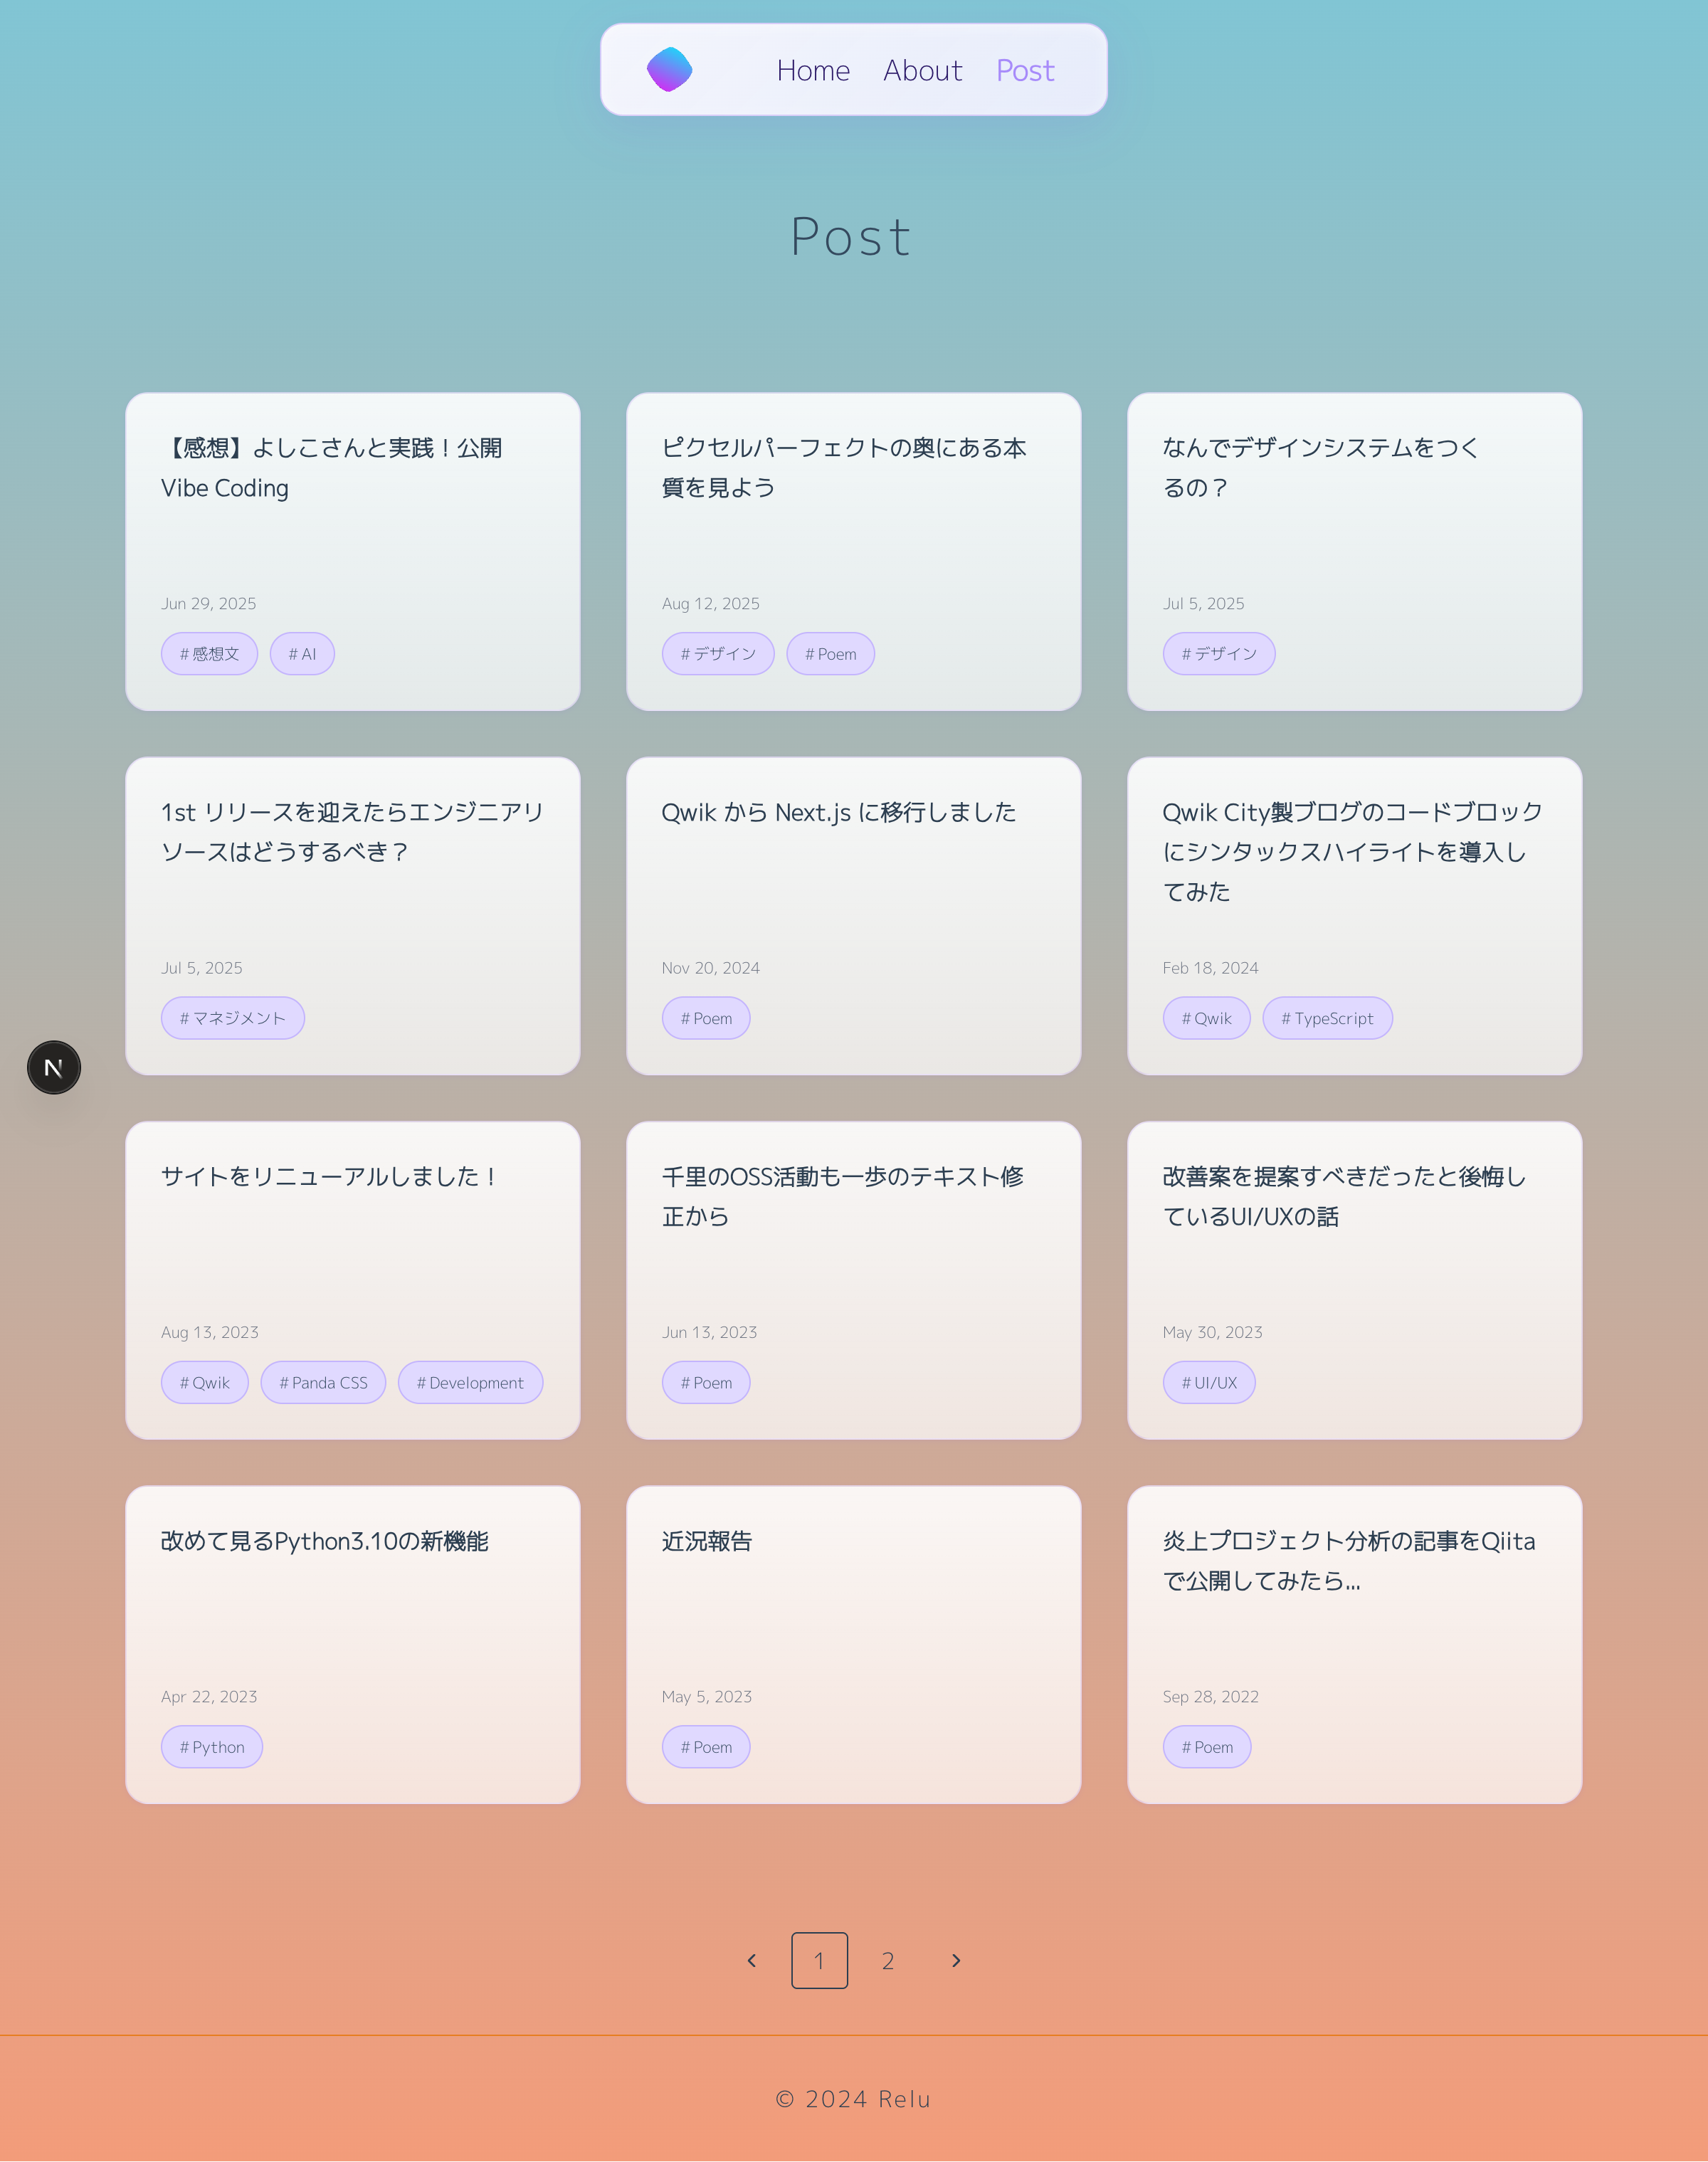 Home About Post
Post
【感想】よしこさんと実践！公開
Vibe Coding
Jun 29, 2025
#感想文 #AI
ピクセルパーフェクトの奥にある本
質を見よう
Aug 12, 2025
#デザイン #Poem
なんでデザインシステムをつく
るの？
Jul 5, 2025
#デザイン
1st リリースを迎えたらエンジニアリ
ソースはどうするべき？
Jul 5, 2025
#マネジメント
Qwik から Next.js に移行しました
Nov 20, 2024
#Poem
Qwik City製ブログのコードブロック
にシンタックスハイライトを導入し
てみた
Feb 18, 2024
#Qwik #TypeScript
N
サイトをリニューアルしました！
Aug 13, 2023
#Qwik #Panda CSS #Development
千里のOSS活動も一歩のテキスト修
正から
Jun 13, 2023
#Poem
改善案を提案すべきだったと後悔し
ているUI/UXの話
May 30, 2023
#UI/UX
改めて見るPython3.10の新機能
Apr 22, 2023
#Python
近況報告
May 5, 2023
#Poem
炎上プロジェクト分析の記事をQiita
で公開してみたら...
Sep 28, 2022
#Poem
1 2
© 2024 Relu